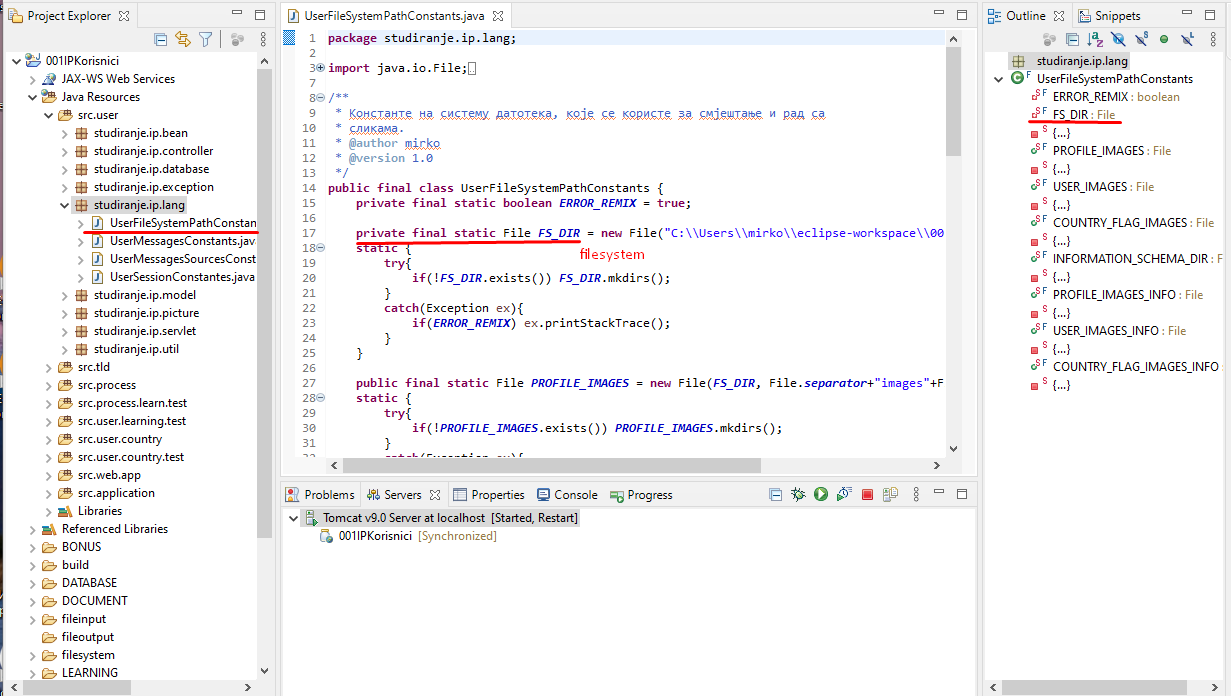 Project Explorer
001IPKorisnici
JAX-WS Web Services
Java Resources
src.user
studiranje.ip.bean
studiranje.ip.controller
studiranje.ip.database
studiranje.ip.exception
studiranje.ip.lang
UserFileSystemPathConstan
UserMessagesConstants.java
UserMessagesSourcesConst
UserSessionConstantes.java
studiranje.ip.model
studiranje.ip.picture
studiranje.ip.servlet
studiranje.ip.util
src.tld
src.process
src.process.learn.test
src.user.learning.test
src.user.country
src.user.country.test
src.web.app
src.application
Libraries
Referenced Libraries
BONUS
build
DATABASE
DOCUMENT
fileinput
fileoutput
filesystem
LEARNING
UserFileSystemPathConstants.java
1 package studiranje.ip.lang;
2
3 import java.io.File;
7
8 /**
9 * Константе на систему датотека, које се користе за смјештање и рад са
10 * сликама.
11 * @author mirko
12 * @version 1.0
13 */
14 public final class UserFileSystemPathConstants {
15 private final static boolean ERROR_REMIX = true;
16
17 private final static File FS_DIR = new File("C:\\Users\\mirko\\eclipse-workspace\\00
18 static {
filesystem
19 try{
20 if(!FS_DIR.exists()) FS_DIR.mkdirs();
21 }
22 catch(Exception ex){
23 if(ERROR_REMIX) ex.printStackTrace();
24 }
25 }
26
27 public final static File PROFILE_IMAGES = new File(FS_DIR, File.separator+"images"+F
28 static {
29 try{
30 if(!PROFILE_IMAGES.exists()) PROFILE_IMAGES.mkdirs();
31 }
32 catch(Exception ex){
Problems
Servers
Properties
Console
Progress
Tomcat v9.0 Server at localhost [Started, Restart]
001IPKorisnici [Synchronized]
Outline
Snippets
studiranje.ip.lang
UserFileSystemPathConstants
ERROR_REMIX : boolean
FS_DIR : File
{...}
PROFILE_IMAGES : File
{...}
USER_IMAGES : File
{...}
COUNTRY_FLAG_IMAGES : File
{...}
INFORMATION_SCHEMA_DIR : F
{...}
PROFILE_IMAGES_INFO : File
{...}
USER_IMAGES_INFO : File
{...}
COUNTRY_FLAG_IMAGES_INFO
{...}